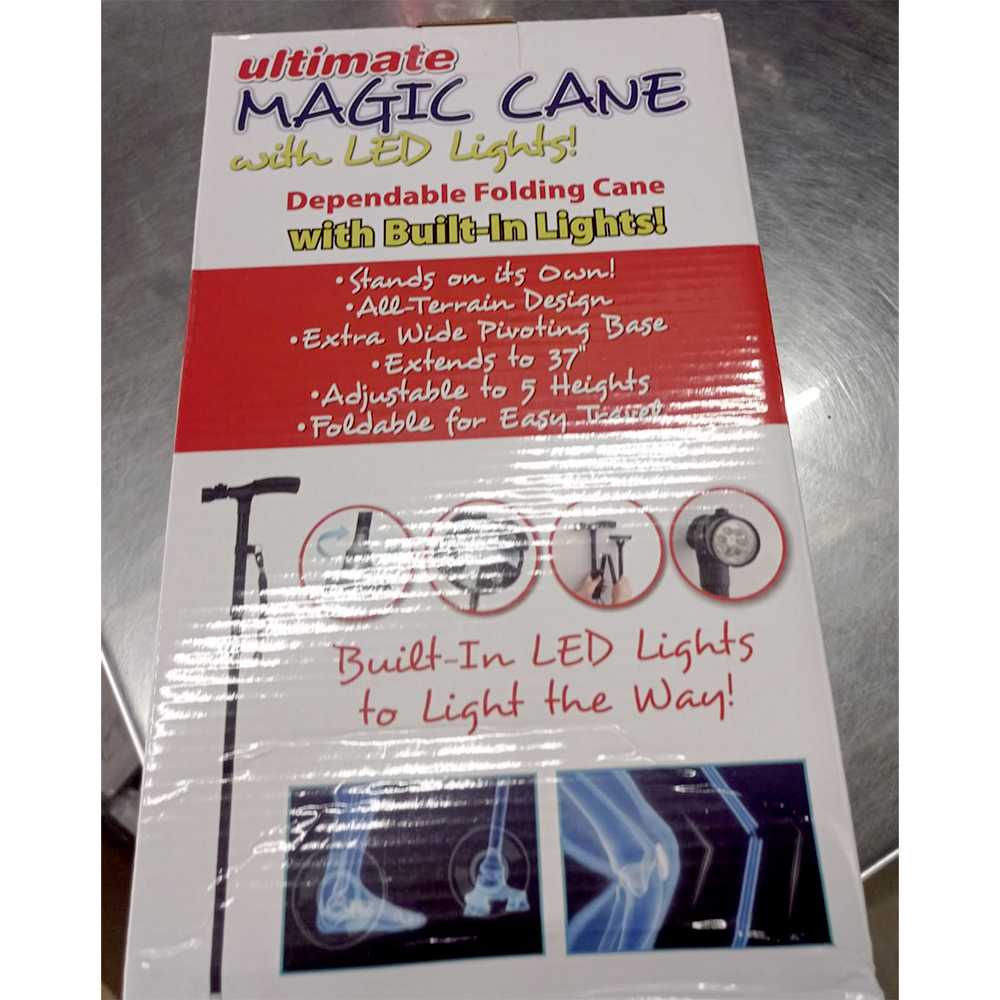 ultimate
MAGIC CANE
with LED Lights!
Dependable Folding Cane
with Built-In Lights!
• Stands on its Own!
• All-Terrain Design
• Extra Wide Pivoting Base
• Extends to 37"
• Adjustable to 5 Heights
• Foldable for Easy Travel
Built-In LED Lights
to Light the Way!